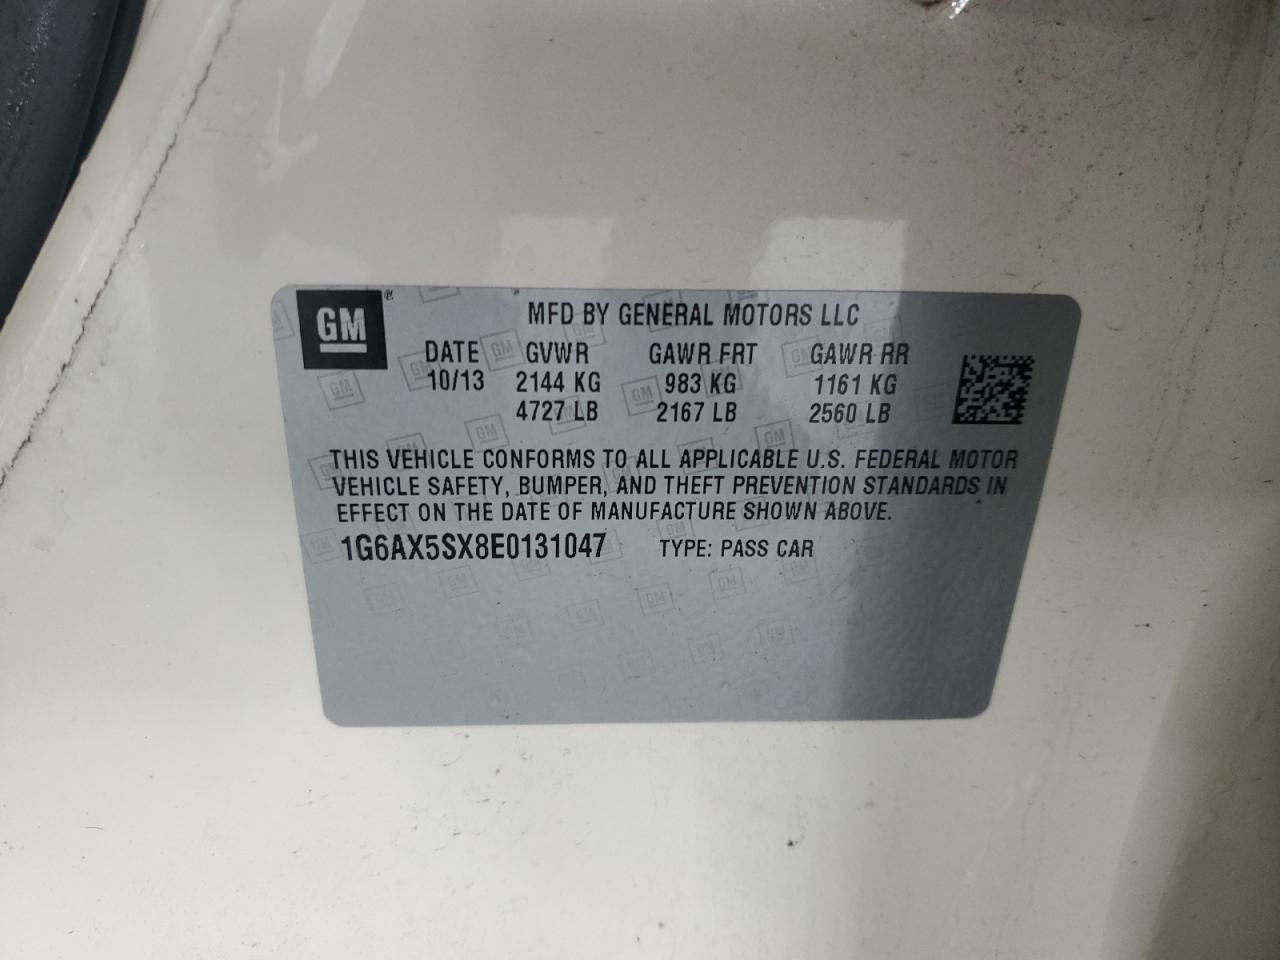 GM
MFD BY GENERAL MOTORS LLC
DATE GVWR GAWR FRT GAWR RR
10/13 2144 KG 983 KG 1161 KG
4727 LB 2167 LB 2560 LB
THIS VEHICLE CONFORMS TO ALL APPLICABLE U.S. FEDERAL MOTOR
VEHICLE SAFETY, BUMPER, AND THEFT PREVENTION STANDARDS IN
EFFECT ON THE DATE OF MANUFACTURE SHOWN ABOVE.
1G6AX5SX8E0131047 TYPE: PASS CAR